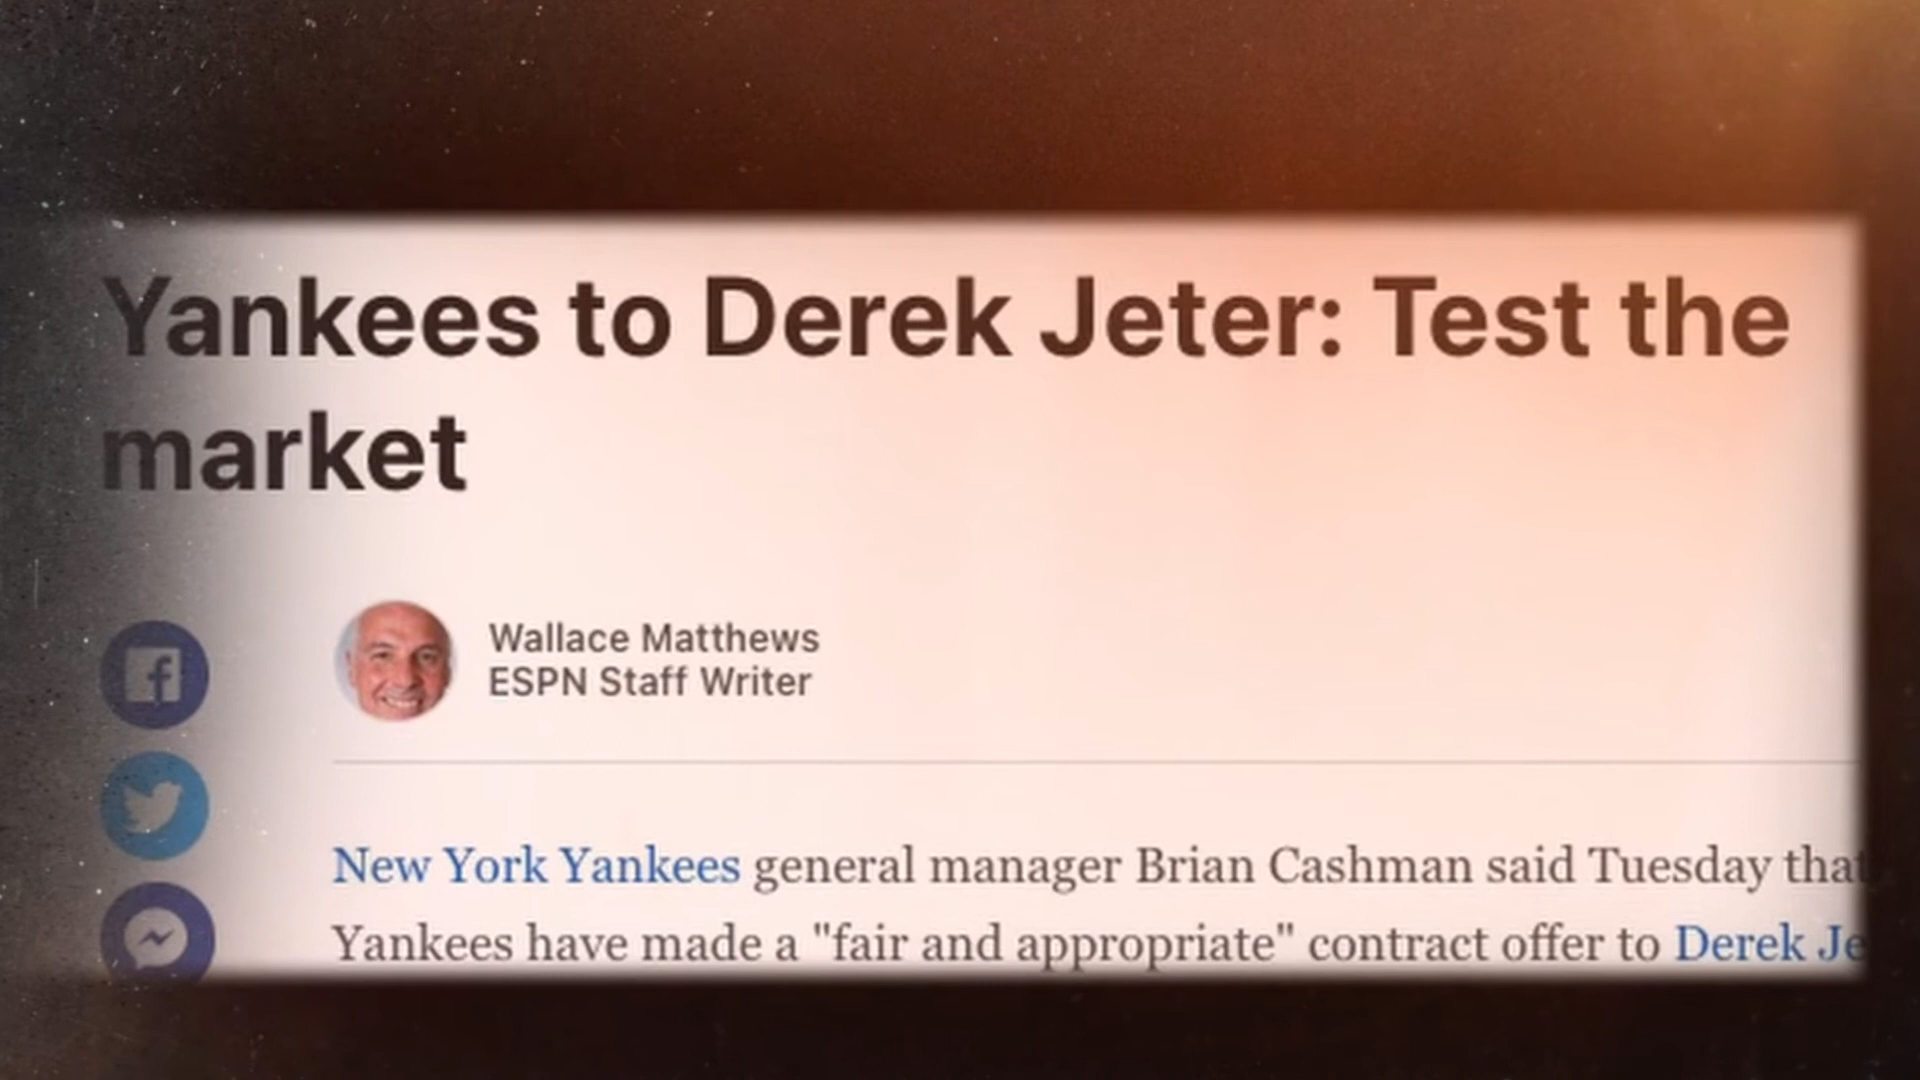 Yankees to Derek Jeter: Test the
market
Wallace Matthews
ESPN Staff Writer
New York Yankees general manager Brian Cashman said Tuesday that
Yankees have made a "fair and appropriate" contract offer to Derek Je